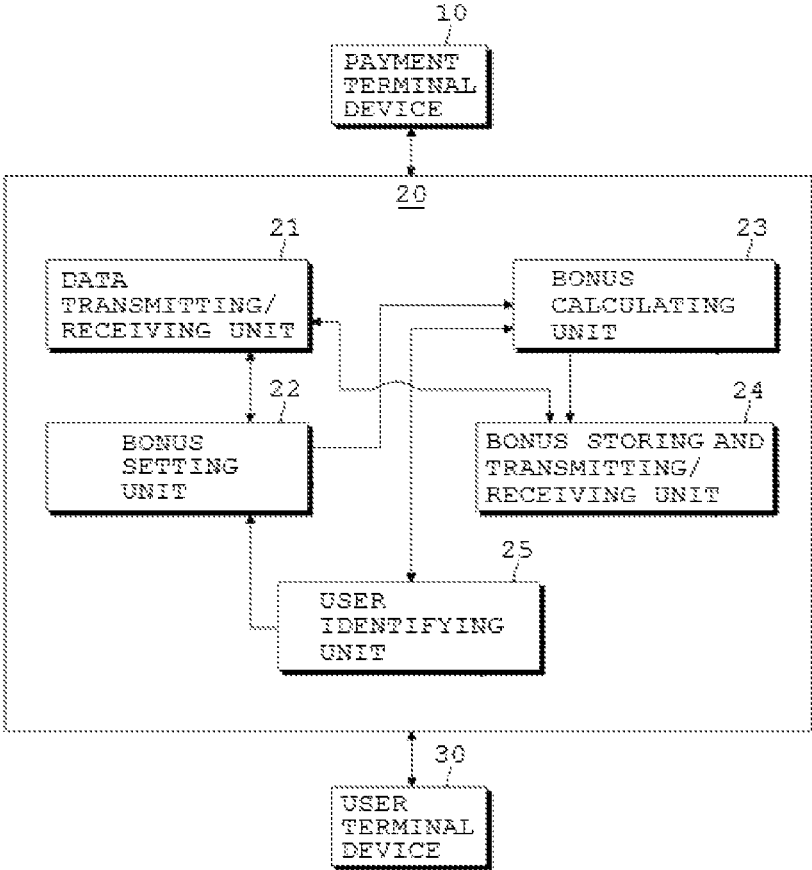 10
PAYMENT
TERMINAL
DEVICE
20
21
DATA
TRANSMITTING/
RECEIVING UNIT
23
BONUS
CALCULATING
UNIT
22
BONUS
SETTING
UNIT
24
BONUS STORING AND
TRANSMITTING/
RECEIVING UNIT
25
USER
IDENTIFYING
UNIT
30
USER
TERMINAL
DEVICE